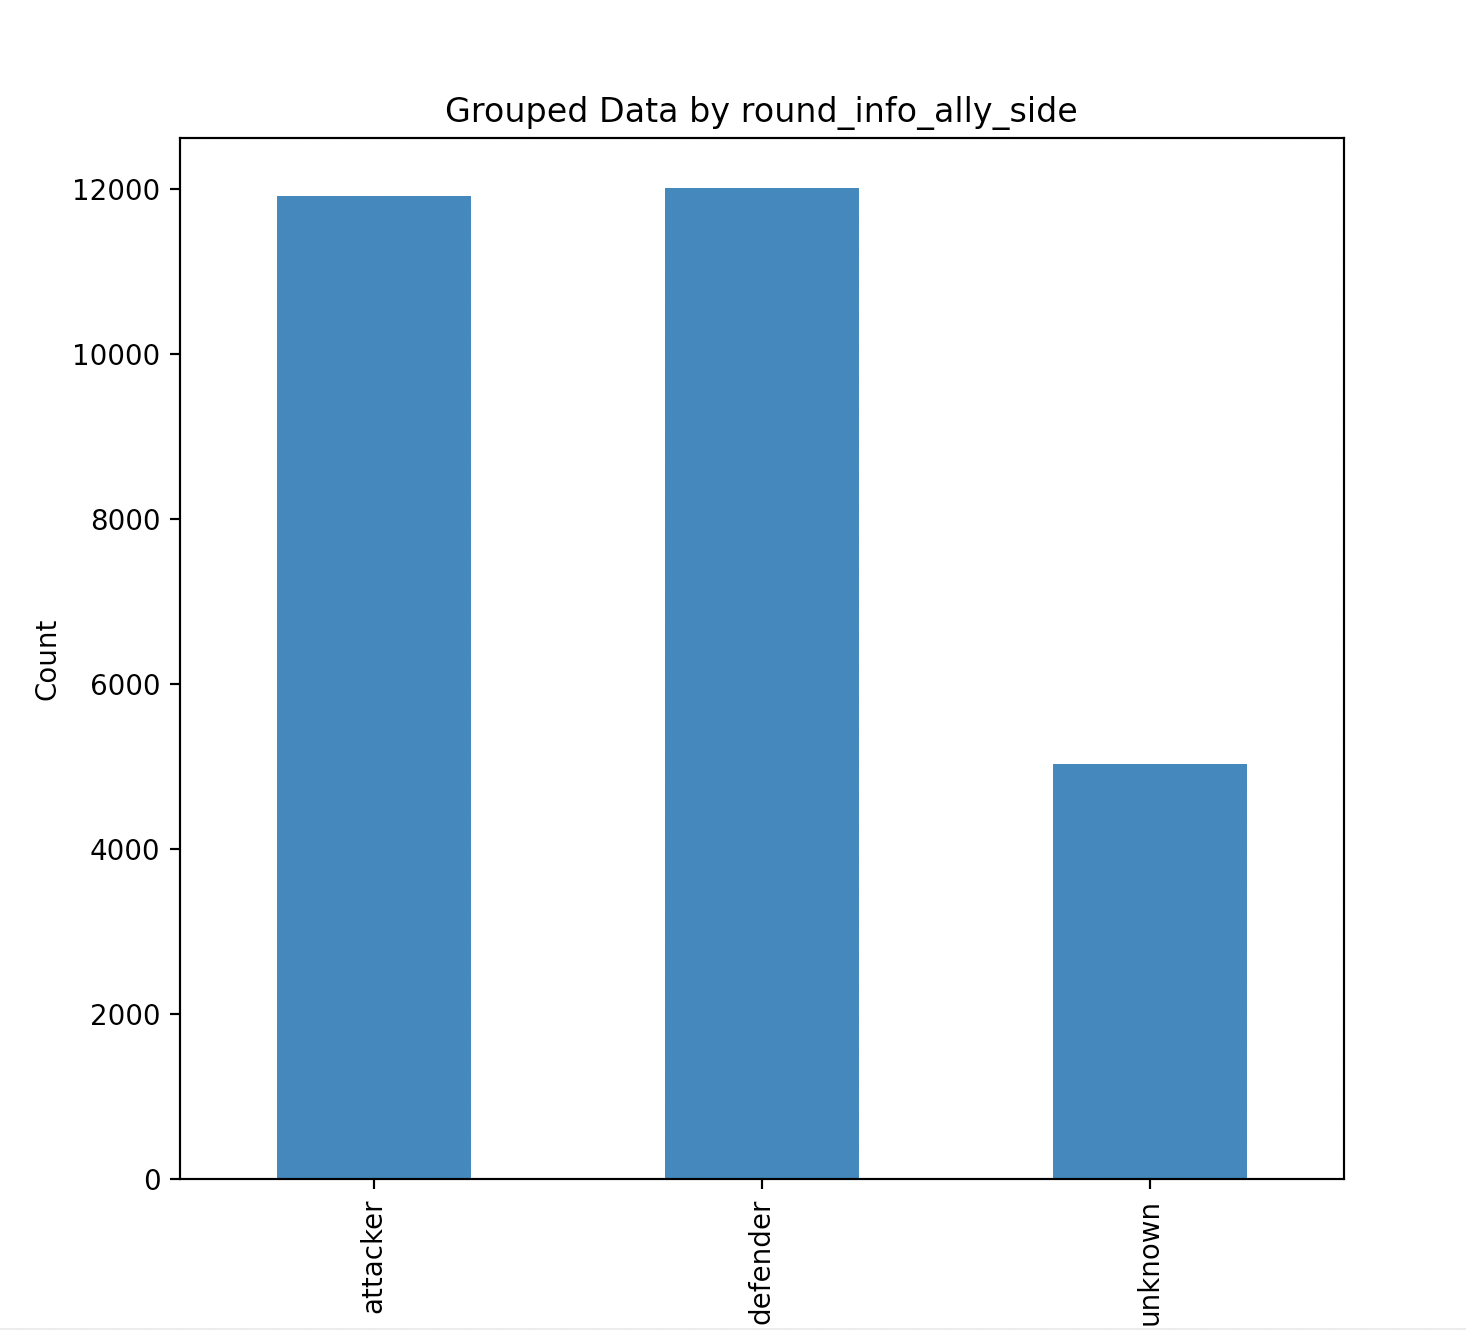 Grouped Data by round_info_ally_side
12000
10000
8000
6000
4000
2000
0
Count
attacker
defender
unknown